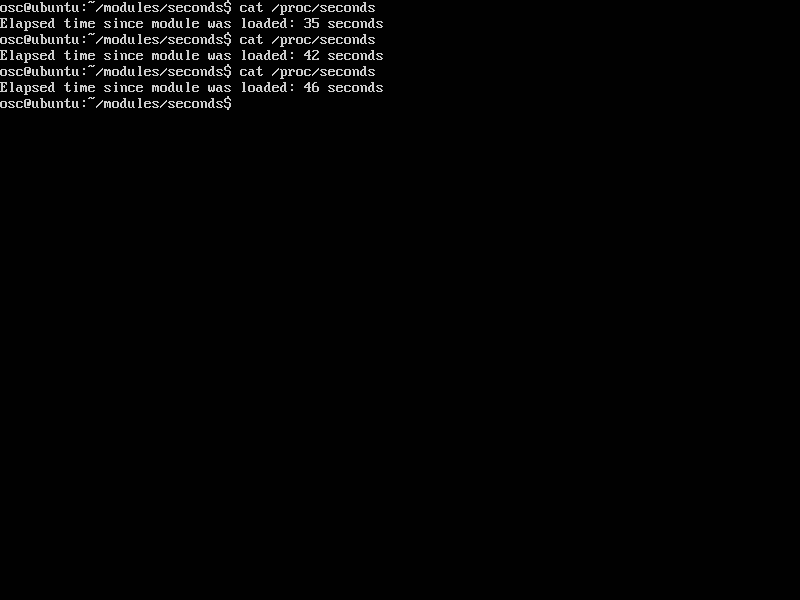 osc@ubuntu:~/modules/seconds$ cat /proc/seconds
Elapsed time since module was loaded: 35 seconds
osc@ubuntu:~/modules/seconds$ cat /proc/seconds
Elapsed time since module was loaded: 42 seconds
osc@ubuntu:~/modules/seconds$ cat /proc/seconds
Elapsed time since module was loaded: 46 seconds
osc@ubuntu:~/modules/seconds$